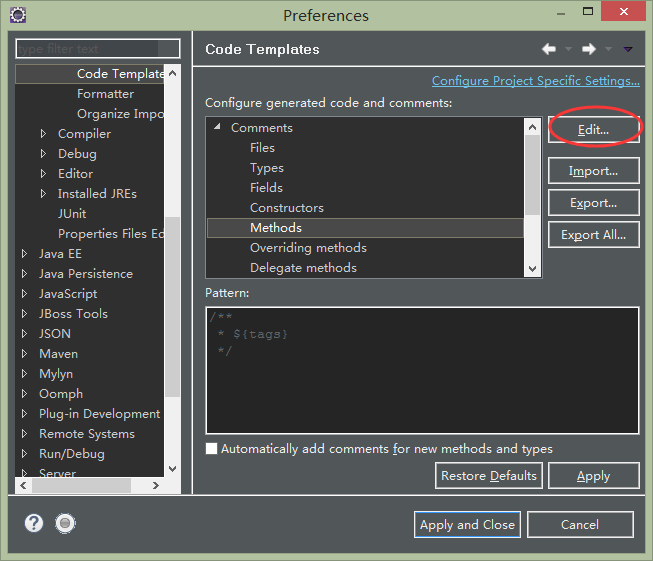 Preferences
type filter text
Code Template
Formatter
Organize Impo
Compiler
Debug
Editor
Installed JREs
JUnit
Properties Files Ed
Java EE
Java Persistence
JavaScript
JBoss Tools
JSON
Maven
Mylyn
Oomph
Plug-in Development
Remote Systems
Run/Debug
Server
Code Templates
Configure Project Specific Settings...
Configure generated code and comments:
Comments
Files
Types
Fields
Constructors
Methods
Overriding methods
Delegate methods
Edit...
Import...
Export...
Export All...
Pattern:
/**
 * ${tags}
 */
Automatically add comments for new methods and types
Restore Defaults
Apply
?
Apply and Close
Cancel